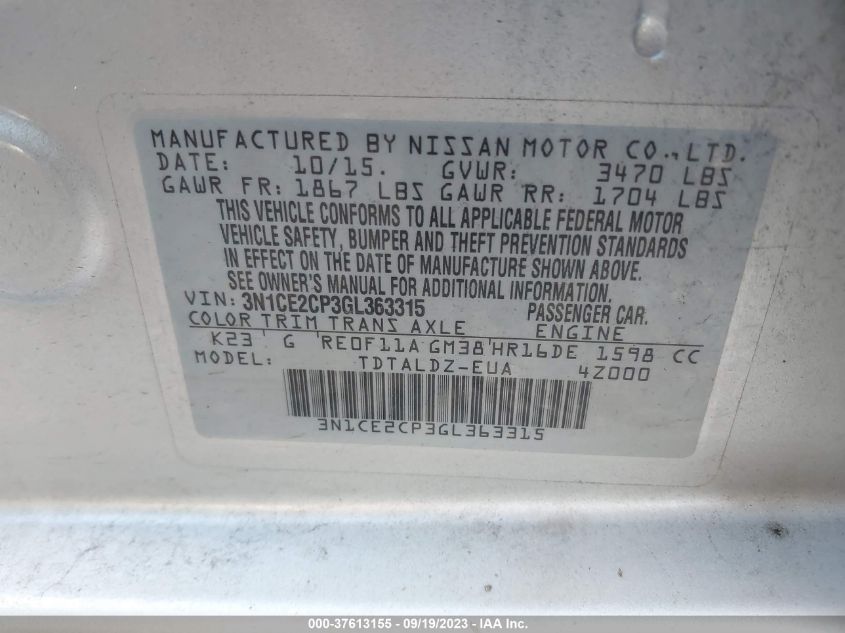 MANUFACTURED BY NISSAN MOTOR CO., LTD.
DATE: 10/15. GVWR: 3470 LBS
GAWR FR: 1867 LBS GAWR RR: 1704 LBS
THIS VEHICLE CONFORMS TO ALL APPLICABLE FEDERAL MOTOR
VEHICLE SAFETY, BUMPER AND THEFT PREVENTION STANDARDS
IN EFFECT ON THE DATE OF MANUFACTURE SHOWN ABOVE.
SEE OWNER'S MANUAL FOR ADDITIONAL INFORMATION.
VIN: 3N1CE2CP3GL363315 PASSENGER CAR.
COLOR TRIM TRANS AXLE ENGINE
K23 G RE0F11A GM38 HR16DE 1598 CC
MODEL: TDTALDZ-EUA 4Z000
3N1CE2CP3GL363315
000-37613155 - 09/19/2023 - IAA Inc.